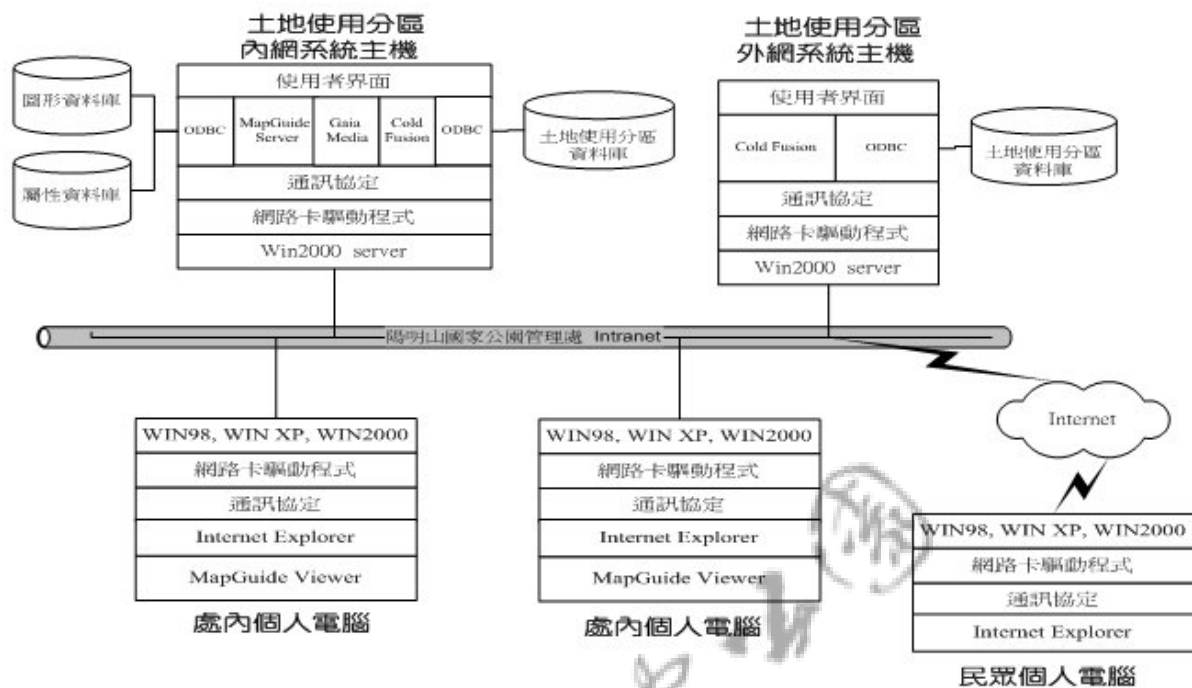 土地使用分區
內網系統主機
圖形資料庫
屬性資料庫
使用者界面
ODBC
MapGuide
Server
Gaia
Media
Cold
Fusion
ODBC
通訊協定
網路卡驅動程式
Win2000 server
土地使用分區
資料庫
土地使用分區
外網系統主機
使用者界面
Cold Fusion
ODBC
通訊協定
網路卡驅動程式
Win2000 server
土地使用分區
資料庫
陽明山國家公園管理處 Intranet
Internet
WIN98, WIN XP, WIN2000
網路卡驅動程式
通訊協定
Internet Explorer
MapGuide Viewer
處內個人電腦
WIN98, WIN XP, WIN2000
網路卡驅動程式
通訊協定
Internet Explorer
MapGuide Viewer
處內個人電腦
WIN98, WIN XP, WIN2000
網路卡驅動程式
通訊協定
Internet Explorer
民眾個人電腦